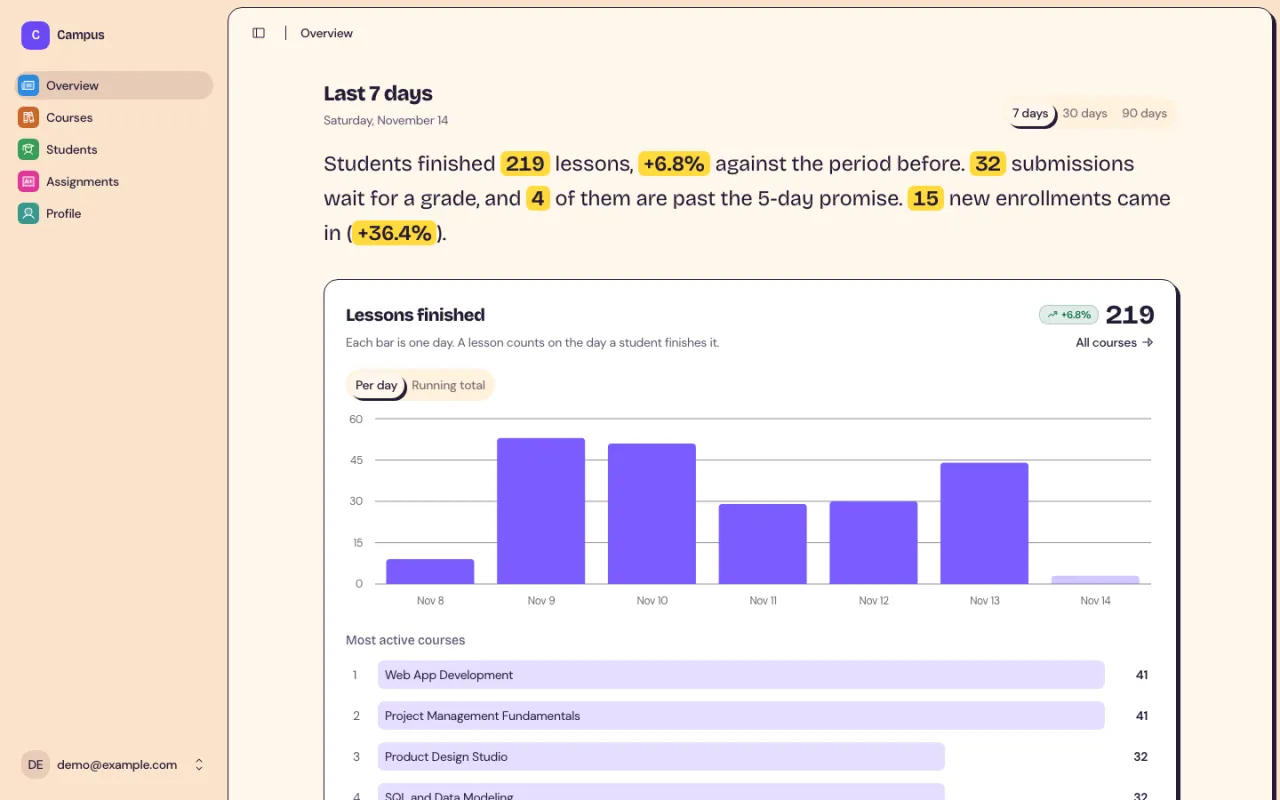 C Campus
Overview
Courses
Students
Assignments
Profile
DE demo@example.com
Overview
Last 7 days
Saturday, November 14
7 days 30 days 90 days
Students finished 219 lessons, +6.8% against the period before. 32 submissions
wait for a grade, and 4 of them are past the 5-day promise. 15 new enrollments came
in (+36.4%).
Lessons finished
+6.8% 219
Each bar is one day. A lesson counts on the day a student finishes it.
All courses →
Per day Running total
60
45
30
15
0
Nov 8 Nov 9 Nov 10 Nov 11 Nov 12 Nov 13 Nov 14
Most active courses
1 Web App Development 41
2 Project Management Fundamentals 41
3 Product Design Studio 32
4 SQL and Data Modeling 32